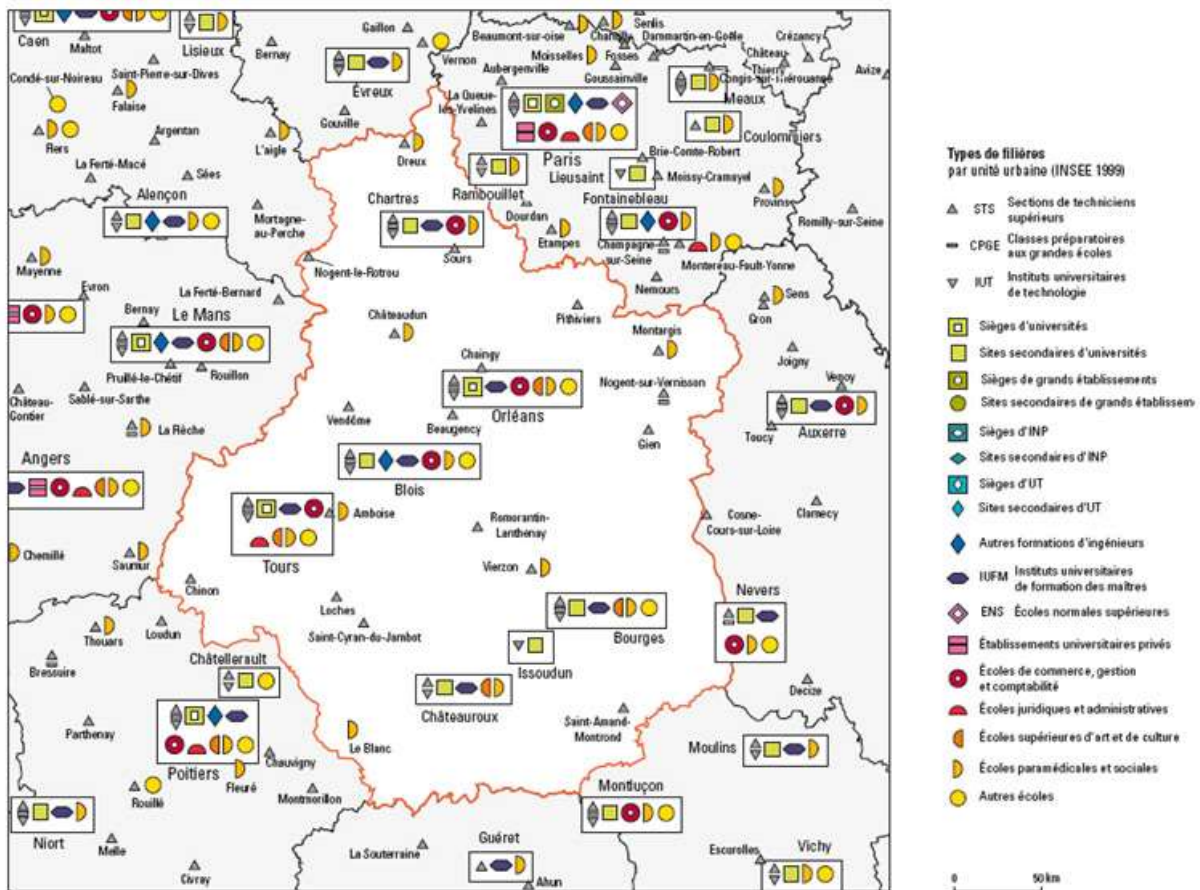 Caen
Maltot
Lisieux
Bernay
Gaillon
Vernon
Beaumont-sur-oise
Chantilly
Senlis
Dammartin-en-Goële
Crézancy
Moisselles
Fosses
Château-
Thierry
Goussainville
Congis-sur-Thérouanne
Avize
Condé-sur-Noireau
Saint-Pierre-sur-Dives
Falaise
Évreux
Aubergenville
La Queue-
les-Yvelines
Meaux
Gouville
Flers
Argentan
L'aigle
Dreux
Paris
Coulommiers
La Ferté-Macé
Sées
Rambouillet
Lieusaint
Brie-Comte-Robert
Moissy-Cramayel
Alençon
Mortagne-
au-Perche
Chartres
Dourdan
Fontainebleau
Provins
Romilly-sur-Seine
Etampes
Champagne
sur-Seine
Montereau-Fault-Yonne
Mayenne
Sours
Nogent-le-Rotrou
Nemours
Evron
La Ferté-Bernard
Bernay
Le Mans
Châteaudun
Pithiviers
Sens
Gron
Montargis
Pruillé-le-Chétif
Rouillon
Chaingy
Joigny
Château-
Gontier
Sablé-sur-Sarthe
Nogent-sur-Vernisson
Venoy
La Flèche
Vendôme
Beaugency
Orléans
Gien
Toucy
Auxerre
Angers
Blois
Amboise
Romorantin-
Lanthenay
Cosne-
Cours-sur-Loire
Clamecy
Chemillé
Saumur
Tours
Vierzon
Chinon
Nevers
Loches
Saint-Cyran-du-Jambot
Bourges
Thouars
Loudun
Bressuire
Châtellerault
Issoudun
Châteauroux
Decize
Parthenay
Saint-Amand-
Montrond
Le Blanc
Moulins
Poitiers
Chauvigny
Fleuré
Rouillé
Montmorillon
Montluçon
Niort
Melle
Guéret
La Souterraine
Escurolles
Vichy
Civray
Ahun
Types de filières
par unité urbaine (INSEE 1999)
STS Sections de techniciens
supérieurs
CPGE Classes préparatoires
aux grandes écoles
IUT Instituts universitaires
de technologie
Sièges d'universités
Sites secondaires d'universités
Sièges de grands établissements
Sites secondaires de grands établissem
Sièges d'INP
Sites secondaires d'INP
Sièges d'UT
Sites secondaires d'UT
Autres formations d'ingénieurs
IUFM Instituts universitaires
de formation des maîtres
ENS Écoles normales supérieures
Établissements universitaires privés
Écoles de commerce, gestion
et comptabilité
Écoles juridiques et administratives
Écoles supérieures d'art et de culture
Écoles paramédicales et sociales
Autres écoles
0 50 km